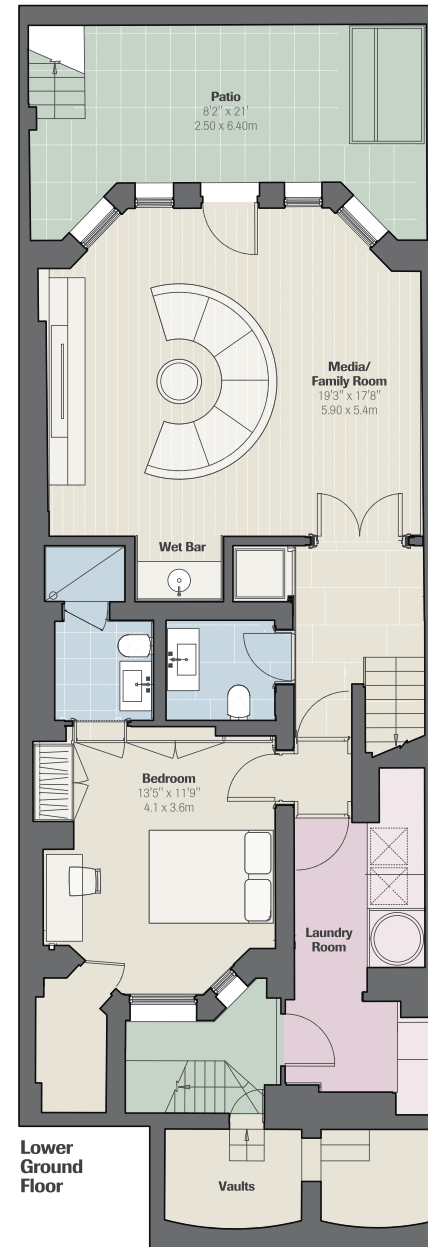 Patio
8'2" x 21'
2.50 x 6.40m
Media/
Family Room
19'3" x 17'8"
5.90 x 5.4m
Wet Bar
Bedroom
13'5" x 11'9"
4.1 x 3.6m
Laundry
Room
Lower
Ground
Floor
Vaults